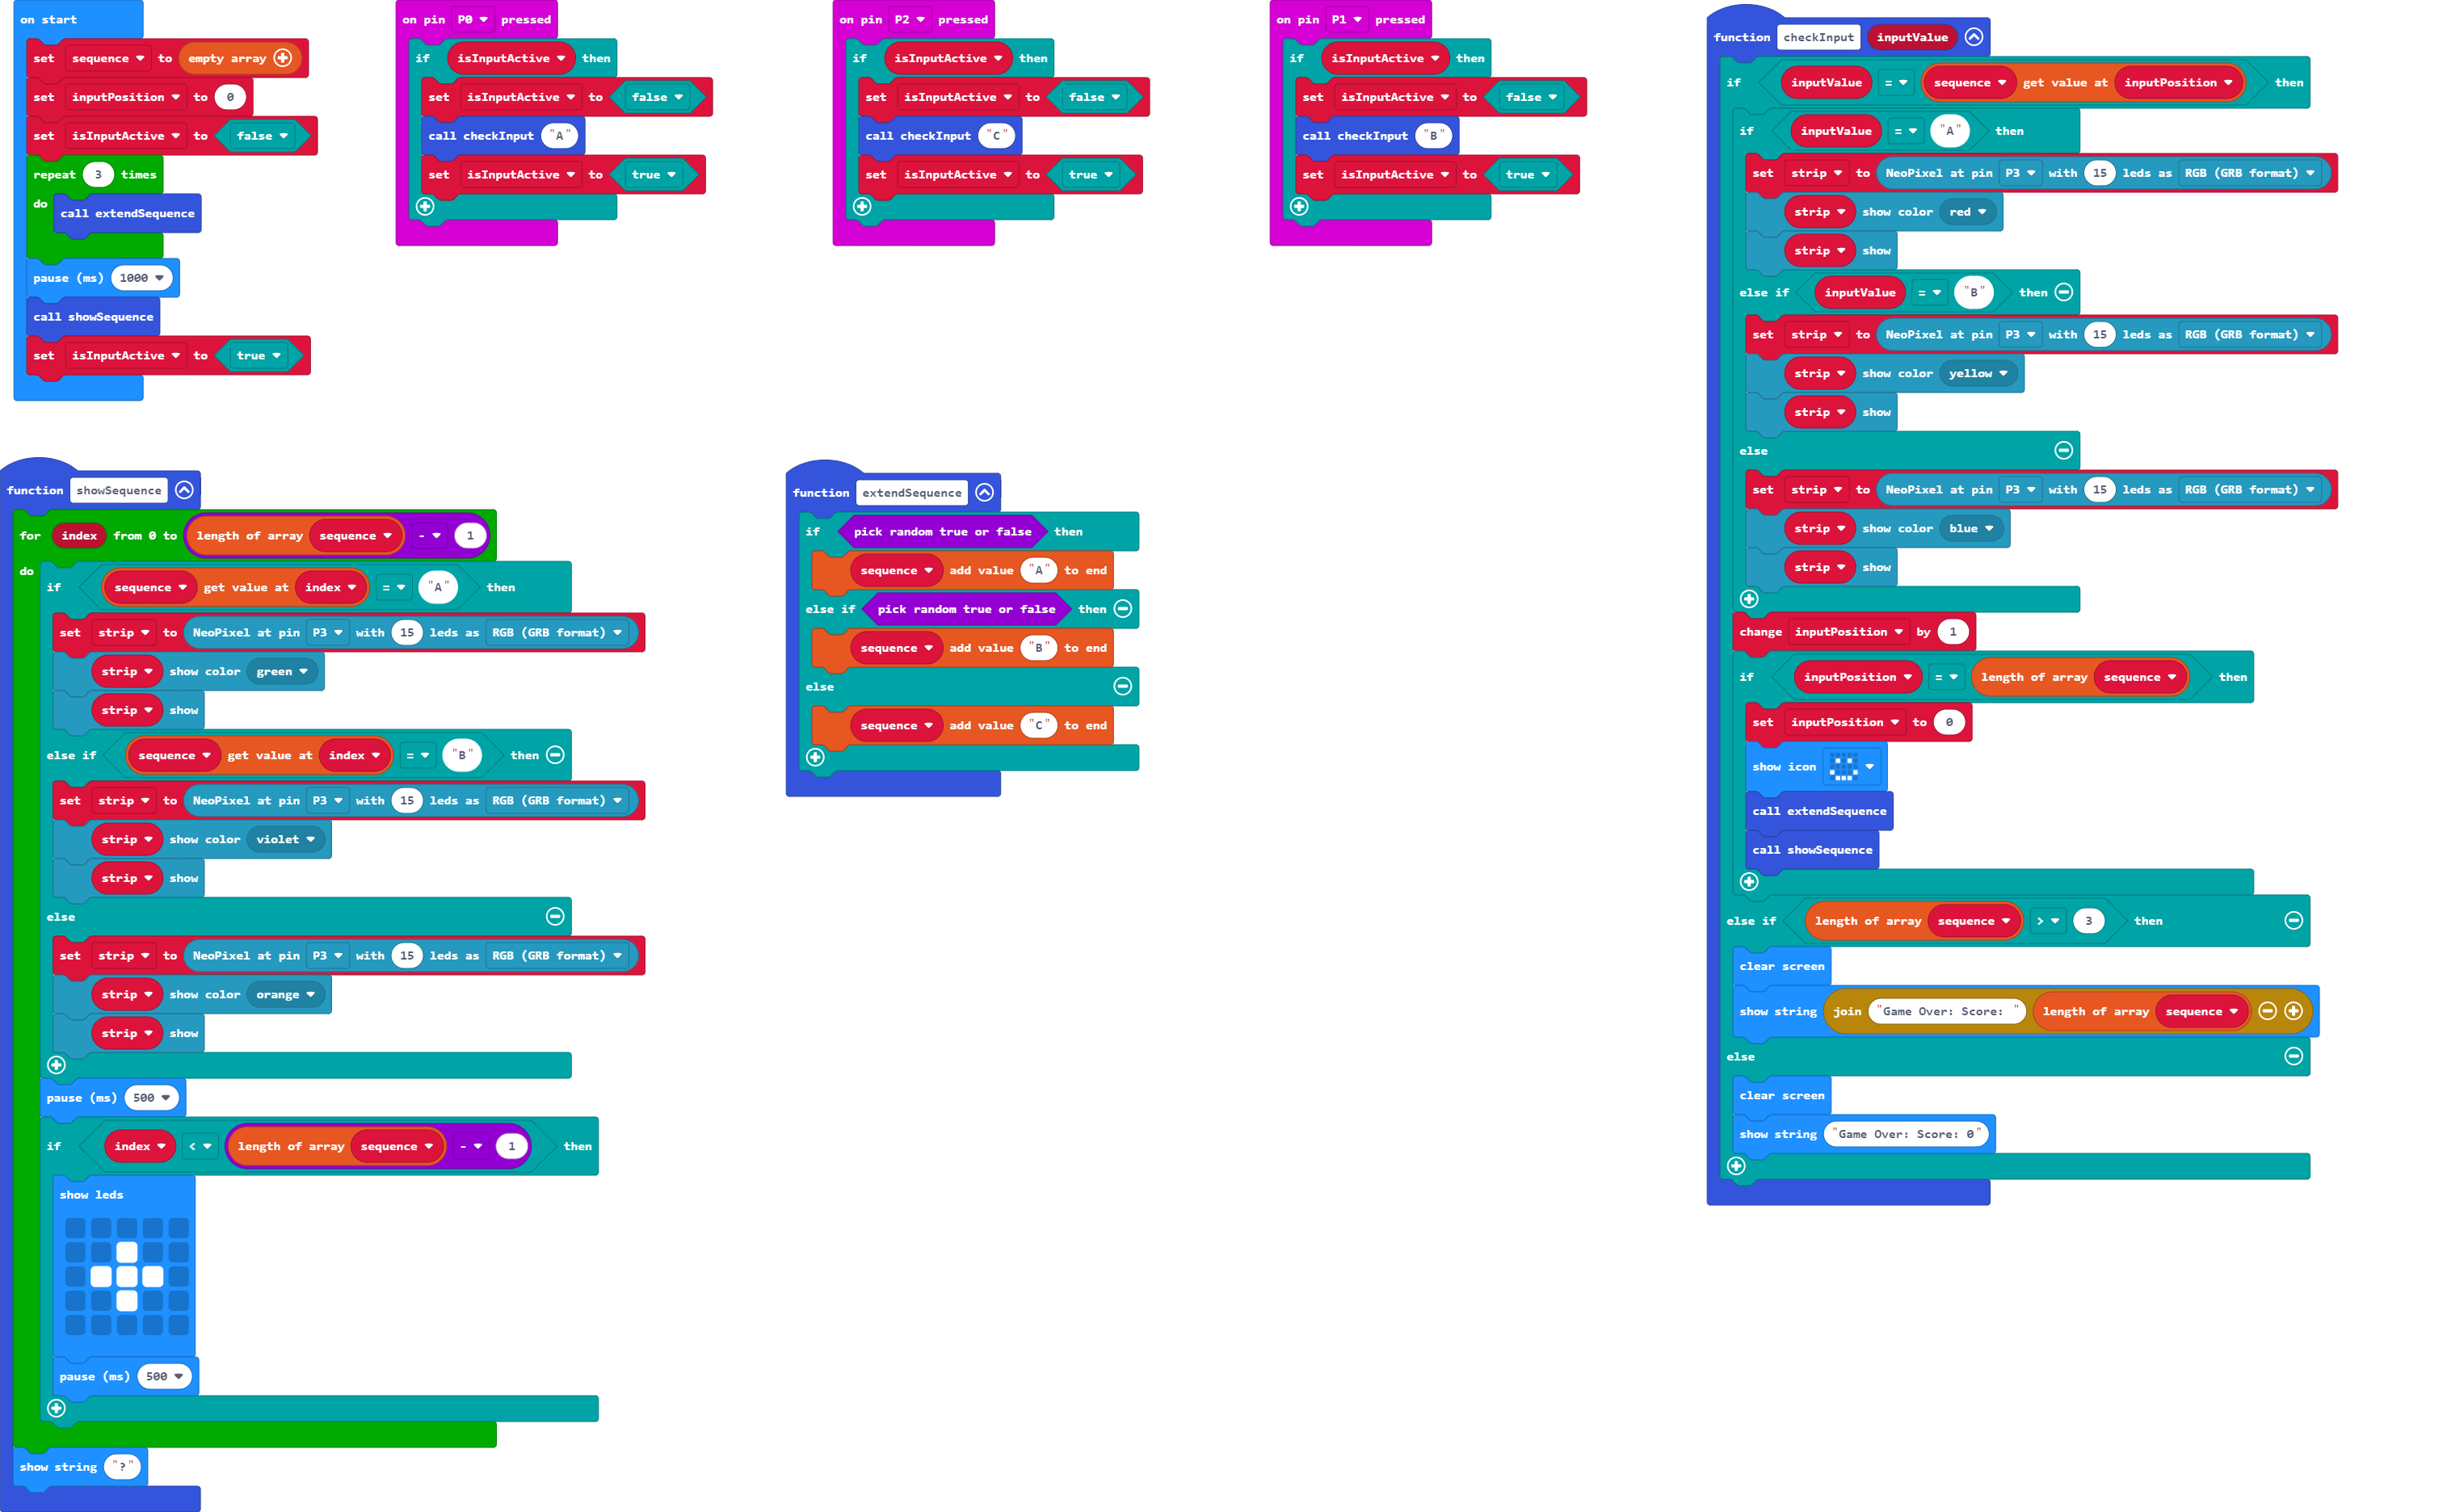 on start
set sequence to empty array
set inputPosition to 0
set isInputActive to false
repeat 3 times
do
call extendSequence
pause (ms) 1000
call showSequence
set isInputActive to true
on pin P0 pressed
if isInputActive then
set isInputActive to false
call checkInput "A"
set isInputActive to true
on pin P2 pressed
if isInputActive then
set isInputActive to false
call checkInput "C"
set isInputActive to true
on pin P1 pressed
if isInputActive then
set isInputActive to false
call checkInput "B"
set isInputActive to true
function checkInput inputValue
if inputValue = sequence get value at inputPosition then
if inputValue = "A" then
set strip to NeoPixel at pin P3 with 15 leds as RGB (GRB format)
strip show color red
strip show
else if inputValue = "B" then
set strip to NeoPixel at pin P3 with 15 leds as RGB (GRB format)
strip show color yellow
strip show
else
set strip to NeoPixel at pin P3 with 15 leds as RGB (GRB format)
strip show color blue
strip show
change inputPosition by 1
if inputPosition = length of array sequence then
set inputPosition to 0
show icon
call extendSequence
call showSequence
else if length of array sequence > 3 then
clear screen
show string join "Game Over: Score: " length of array sequence
else
clear screen
show string "Game Over: Score: 0"
function showSequence
for index from 0 to length of array sequence - 1
do
if sequence get value at index = "A" then
set strip to NeoPixel at pin P3 with 15 leds as RGB (GRB format)
strip show color green
strip show
else if sequence get value at index = "B" then
set strip to NeoPixel at pin P3 with 15 leds as RGB (GRB format)
strip show color violet
strip show
else
set strip to NeoPixel at pin P3 with 15 leds as RGB (GRB format)
strip show color orange
strip show
pause (ms) 500
if index < length of array sequence - 1 then
show leds
pause (ms) 500
show string "?"
function extendSequence
if pick random true or false then
sequence add value "A" to end
else if pick random true or false then
sequence add value "B" to end
else
sequence add value "C" to end